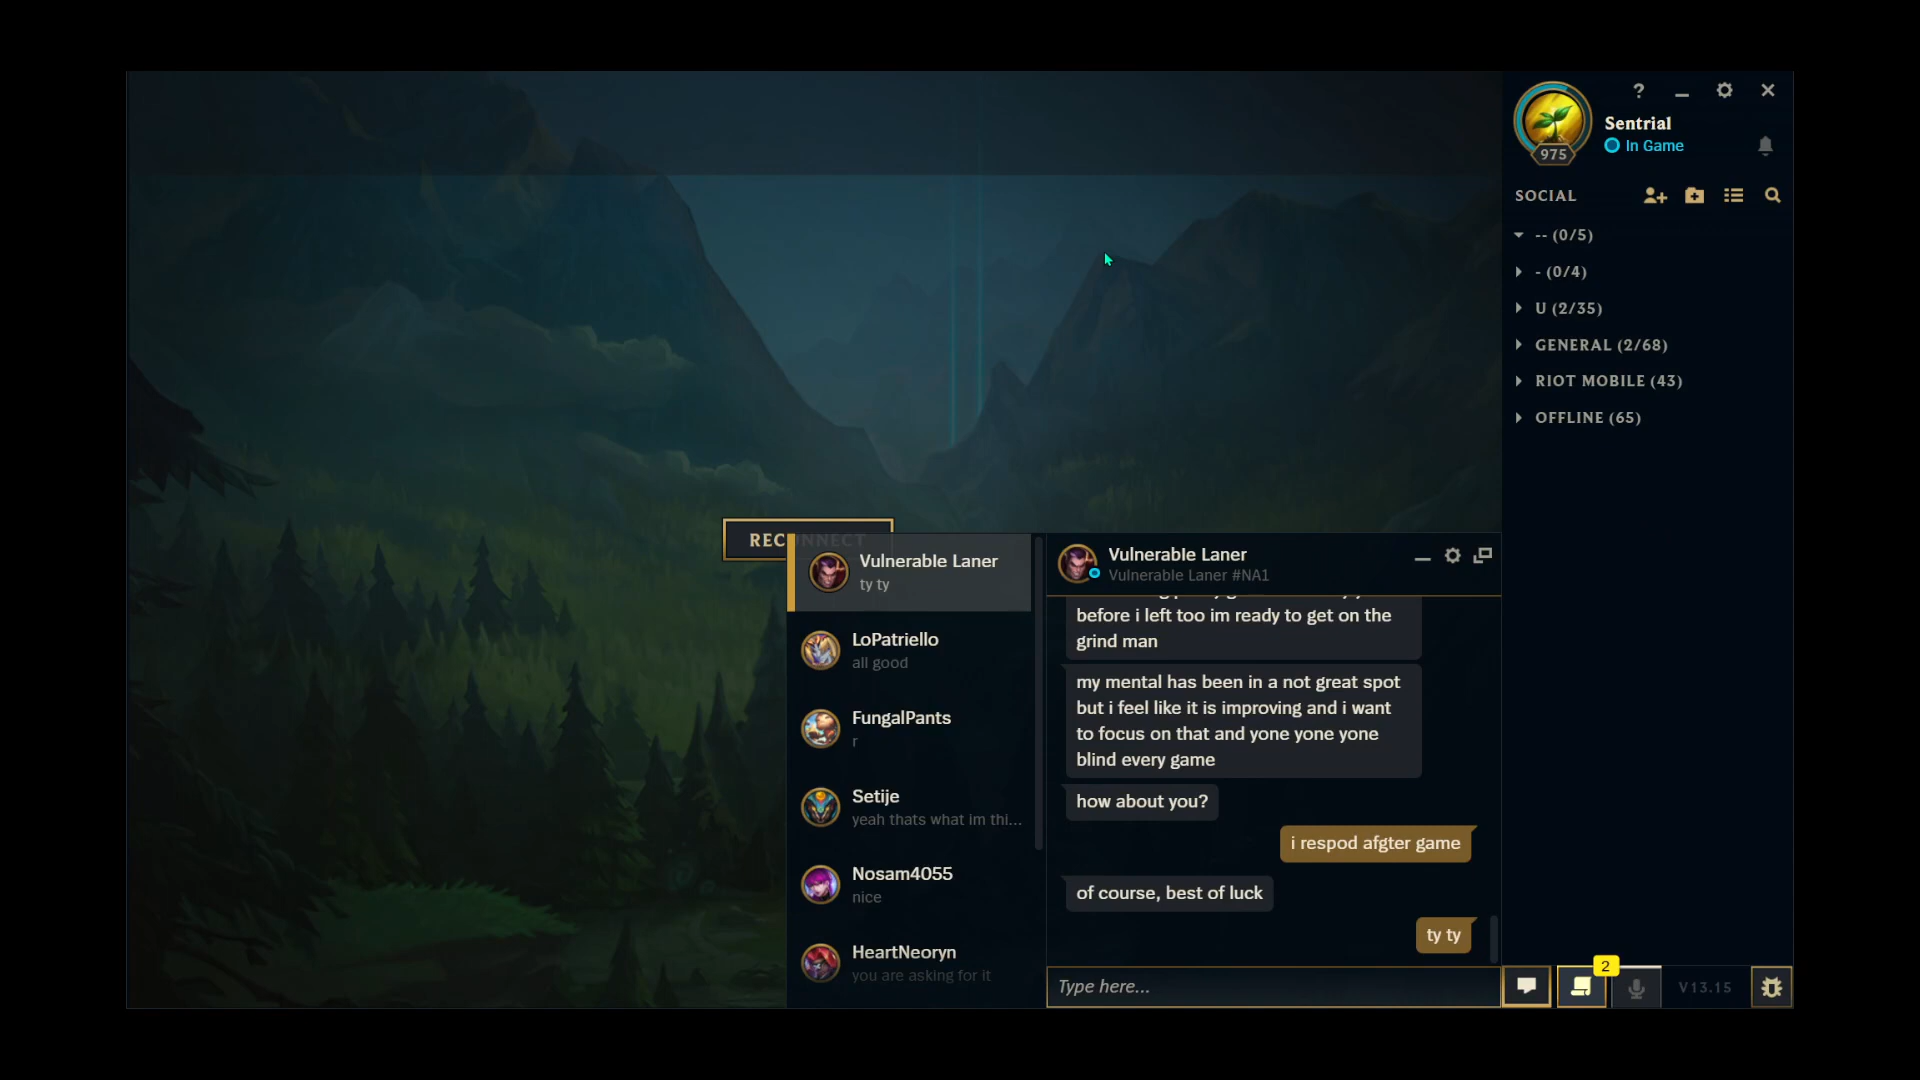 ?
Sentrial
In Game
975
SOCIAL
-- (0/5)
- (0/4)
U (2/35)
GENERAL (2/68)
RIOT MOBILE (43)
OFFLINE (65)
RECONNECT
Vulnerable Laner
ty ty
LoPatriello
all good
FungalPants
r
Setije
yeah thats what im thi...
Nosam4055
nice
HeartNeoryn
you are asking for it
Vulnerable Laner
Vulnerable Laner #NA1
before i left too im ready to get on the
grind man
my mental has been in a not great spot
but i feel like it is improving and i want
to focus on that and yone yone yone
blind every game
how about you?
i respod afgter game
of course, best of luck
ty ty
Type here...
2
V13.15